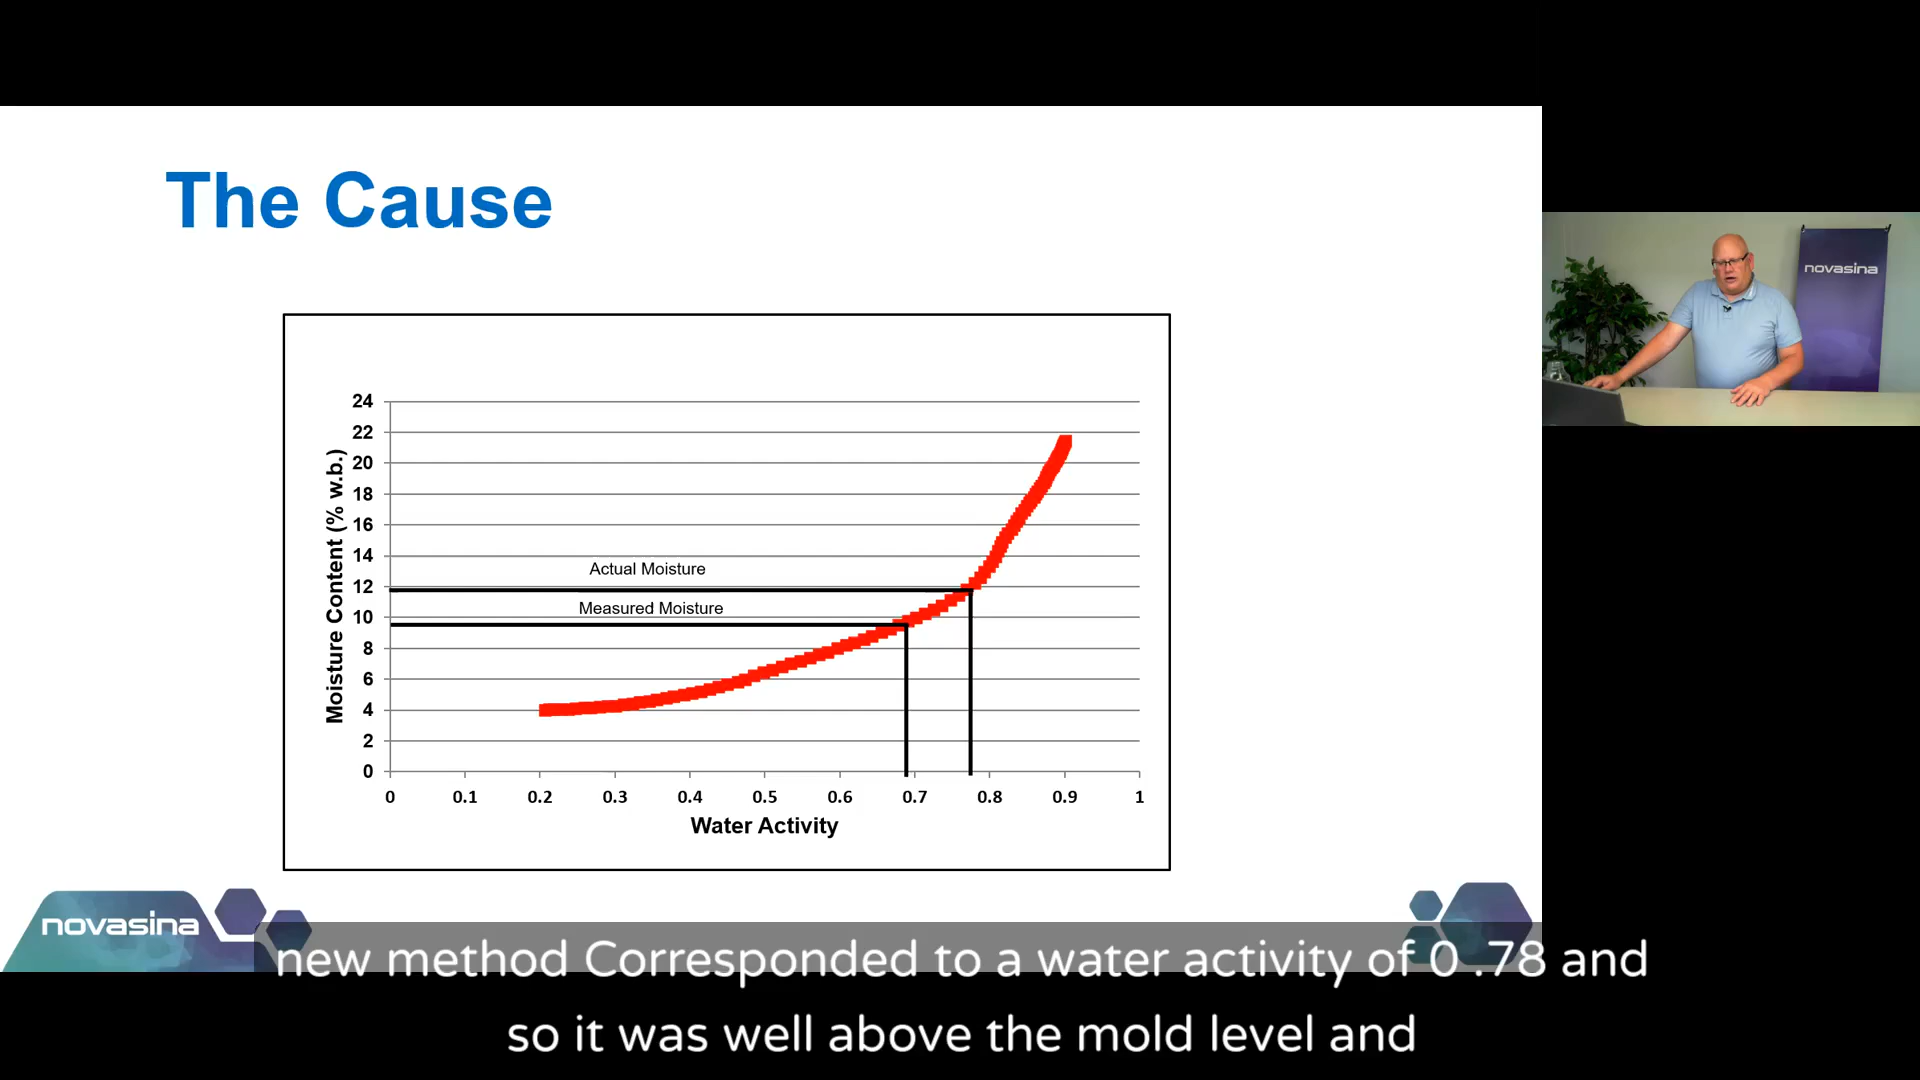 The Cause
novasina
24
22
20
18
16
14
12
10
8
6
4
2
0
Moisture Content (% w.b.)
Actual Moisture
Measured Moisture
0 0.1 0.2 0.3 0.4 0.5 0.6 0.7 0.8 0.9 1
Water Activity
novasina
new method Corresponded to a water activity of 0 .78 and
so it was well above the mold level and